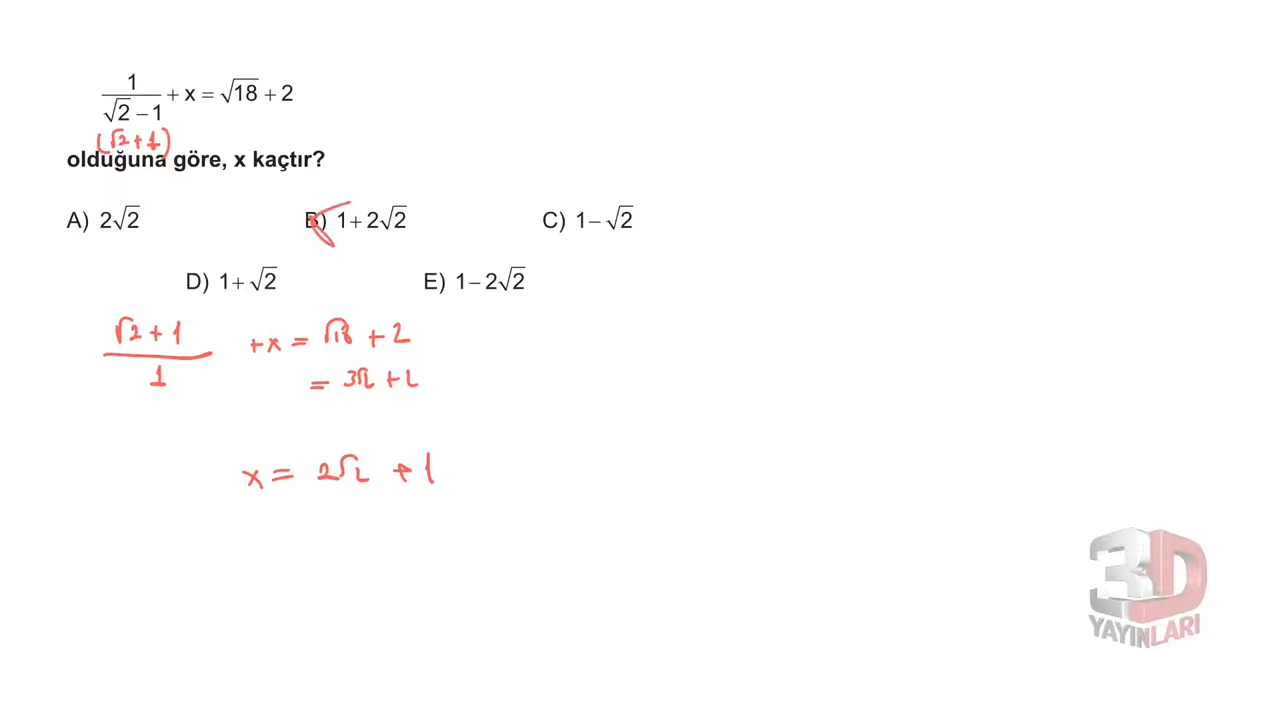 1/(√2 − 1) + x = √18 + 2
(√2 + 1)
olduğuna göre, x kaçtır?
A) 2√2 B) 1 + 2√2 C) 1 − √2
D) 1 + √2 E) 1 − 2√2
(√2 + 1)/1 + x = √18 + 2
= 3√2 + 2
x = 2√2 + 1
3D
YAYINLARI